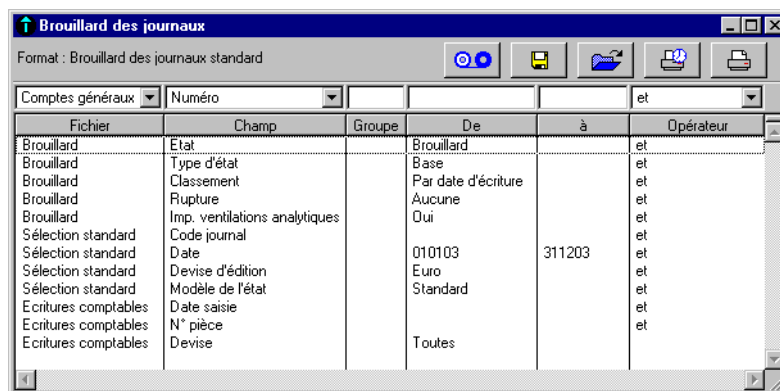 Brouillard des journaux
Format : Brouillard des journaux standard
Comptes généraux Numéro et
Fichier Champ Groupe De à Opérateur
Brouillard Etat Brouillard et
Brouillard Type d'état Base et
Brouillard Classement Par date d'écriture et
Brouillard Rupture Aucune et
Brouillard Imp. ventilations analytiques Oui et
Sélection standard Code journal et
Sélection standard Date 010103 311203 et
Sélection standard Devise d'édition Euro et
Sélection standard Modèle de l'état Standard et
Ecritures comptables Date saisie et
Ecritures comptables N° pièce et
Ecritures comptables Devise Toutes